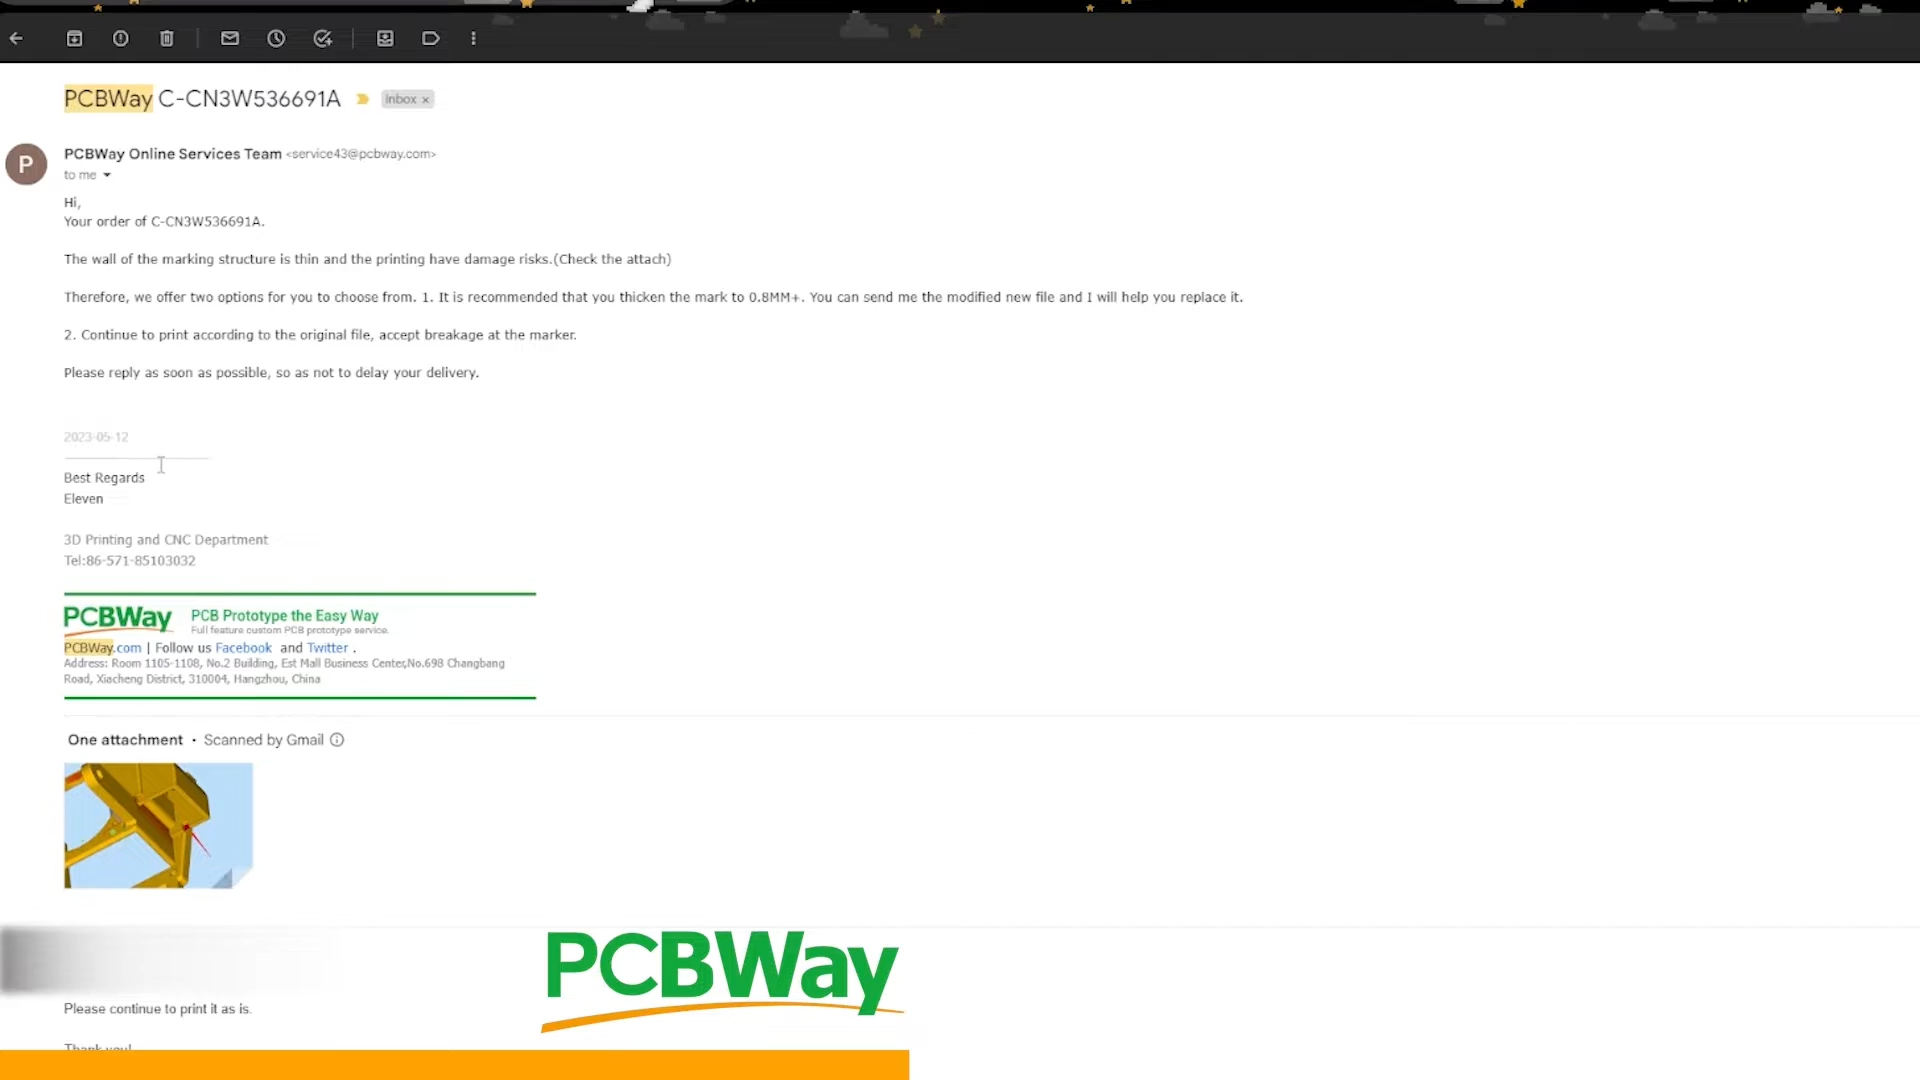 PCBWay C-CN3W536691A Inbox ×
P
PCBWay Online Services Team <service43@pcbway.com>
to me
Hi,
Your order of C-CN3W536691A.
The wall of the marking structure is thin and the printing have damage risks.(Check the attach)
Therefore, we offer two options for you to choose from. 1. It is recommended that you thicken the mark to 0.8MM+. You can send me the modified new file and I will help you replace it.
2. Continue to print according to the original file, accept breakage at the marker.
Please reply as soon as possible, so as not to delay your delivery.
2023-05-12
Best Regards
Eleven
3D Printing and CNC Department
Tel:86-571-85103032
PCBWay PCB Prototype the Easy Way
Full feature custom PCB prototype service.
PCBWay.com | Follow us Facebook and Twitter .
Address: Room 1105-1108, No.2 Building, Est Mall Business Center,No.698 Changbang
Road, Xiacheng District, 310004, Hangzhou, China
One attachment • Scanned by Gmail
PCBWay
Please continue to print it as is.
Thank you!